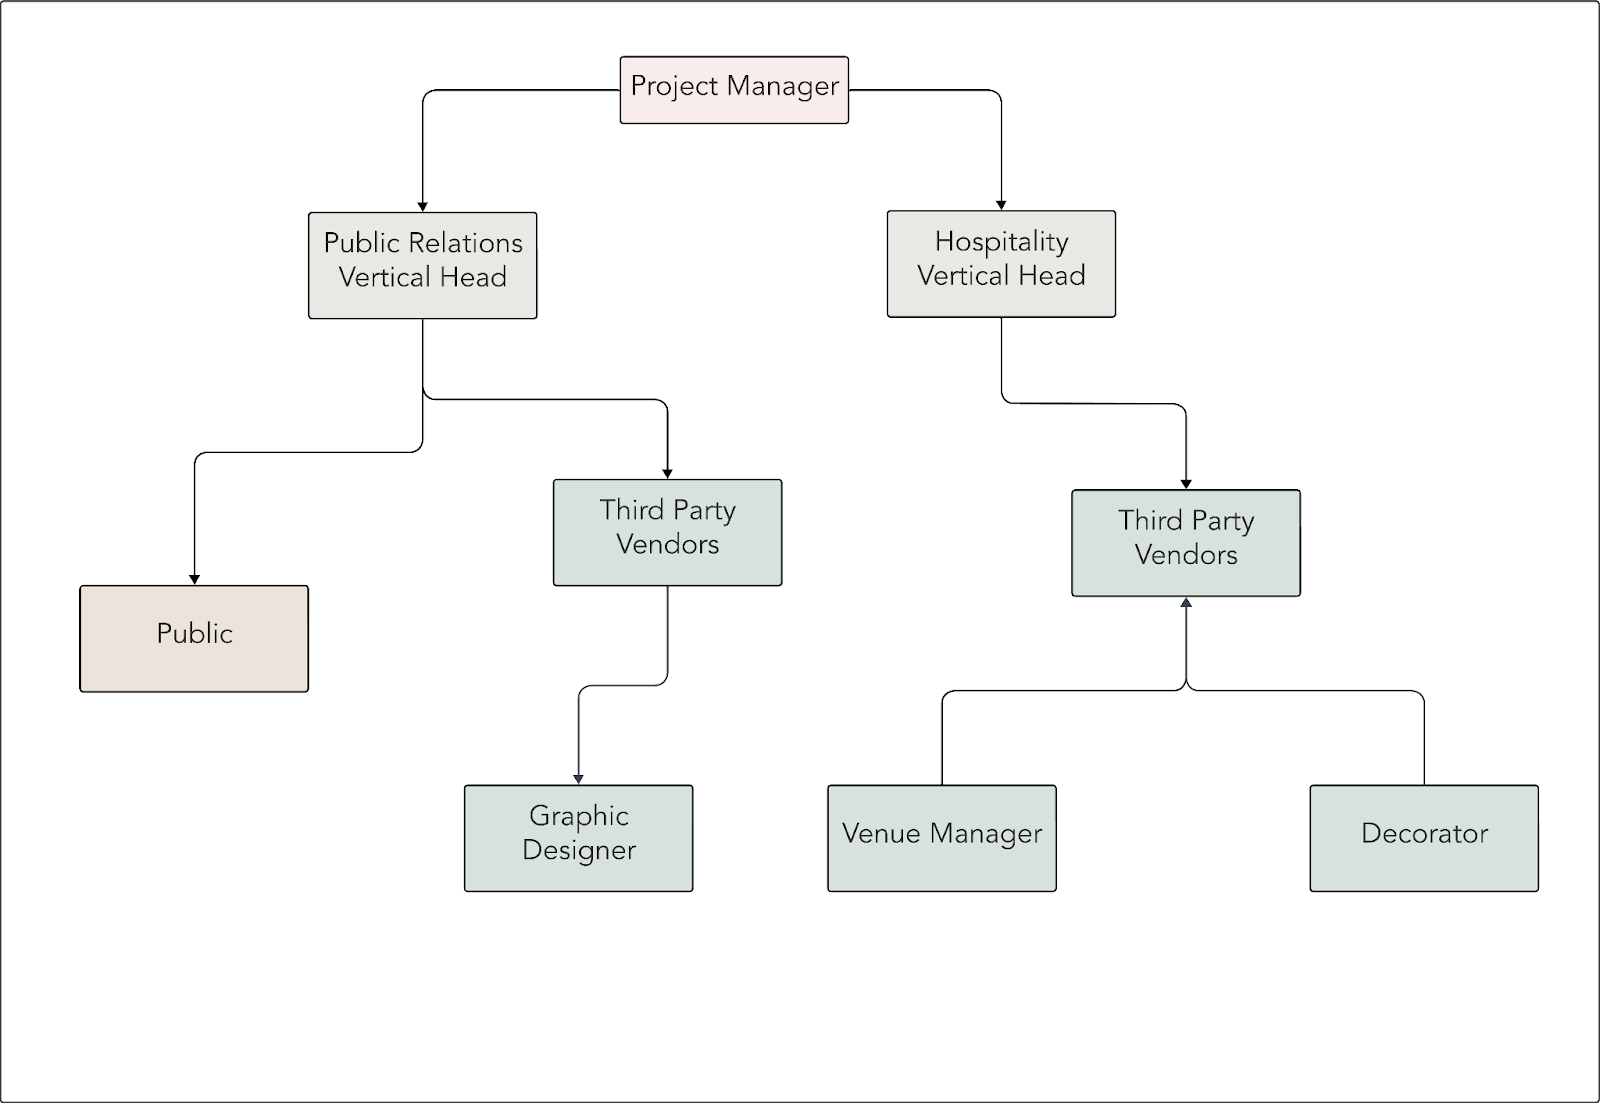 Project Manager
Public Relations
Vertical Head
Hospitality
Vertical Head
Third Party
Vendors
Third Party
Vendors
Public
Graphic
Designer
Venue Manager
Decorator